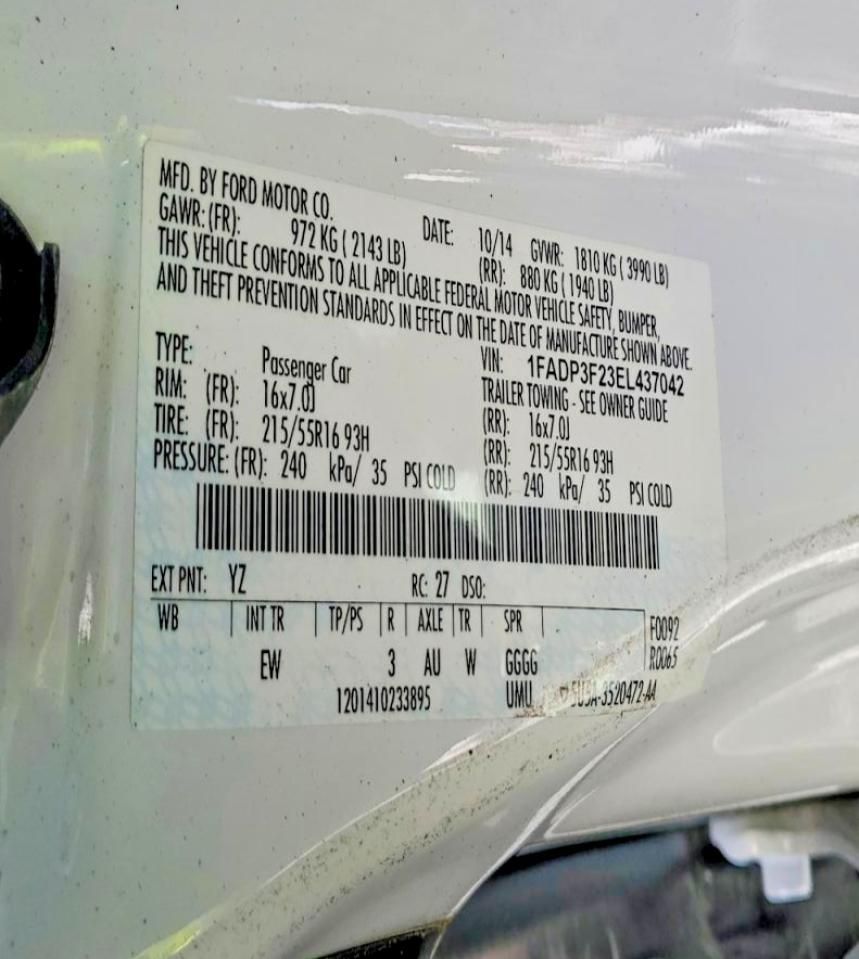 MFD. BY FORD MOTOR CO. DATE: 10/14 GVWR: 1810 KG ( 3990 LB)
GAWR: (FR): 972 KG ( 2143 LB) (RR): 880 KG ( 1940 LB)
THIS VEHICLE CONFORMS TO ALL APPLICABLE FEDERAL MOTOR VEHICLE SAFETY, BUMPER,
AND THEFT PREVENTION STANDARDS IN EFFECT ON THE DATE OF MANUFACTURE SHOWN ABOVE.
VIN: 1FADP3F23EL437042
TYPE: Passenger Car TRAILER TOWING - SEE OWNER GUIDE
RIM: (FR): 16x7.0J (RR): 16x7.0J
TIRE: (FR): 215/55R16 93H (RR): 215/55R16 93H
PRESSURE: (FR): 240 kPa/ 35 PSI COLD (RR): 240 kPa/ 35 PSI COLD
EXT PNT: YZ RC: 27 DSO:
WB INT TR TP/PS R AXLE TR SPR F0092
EW 3 AU W GGGG R0065
1201410233895 UMU